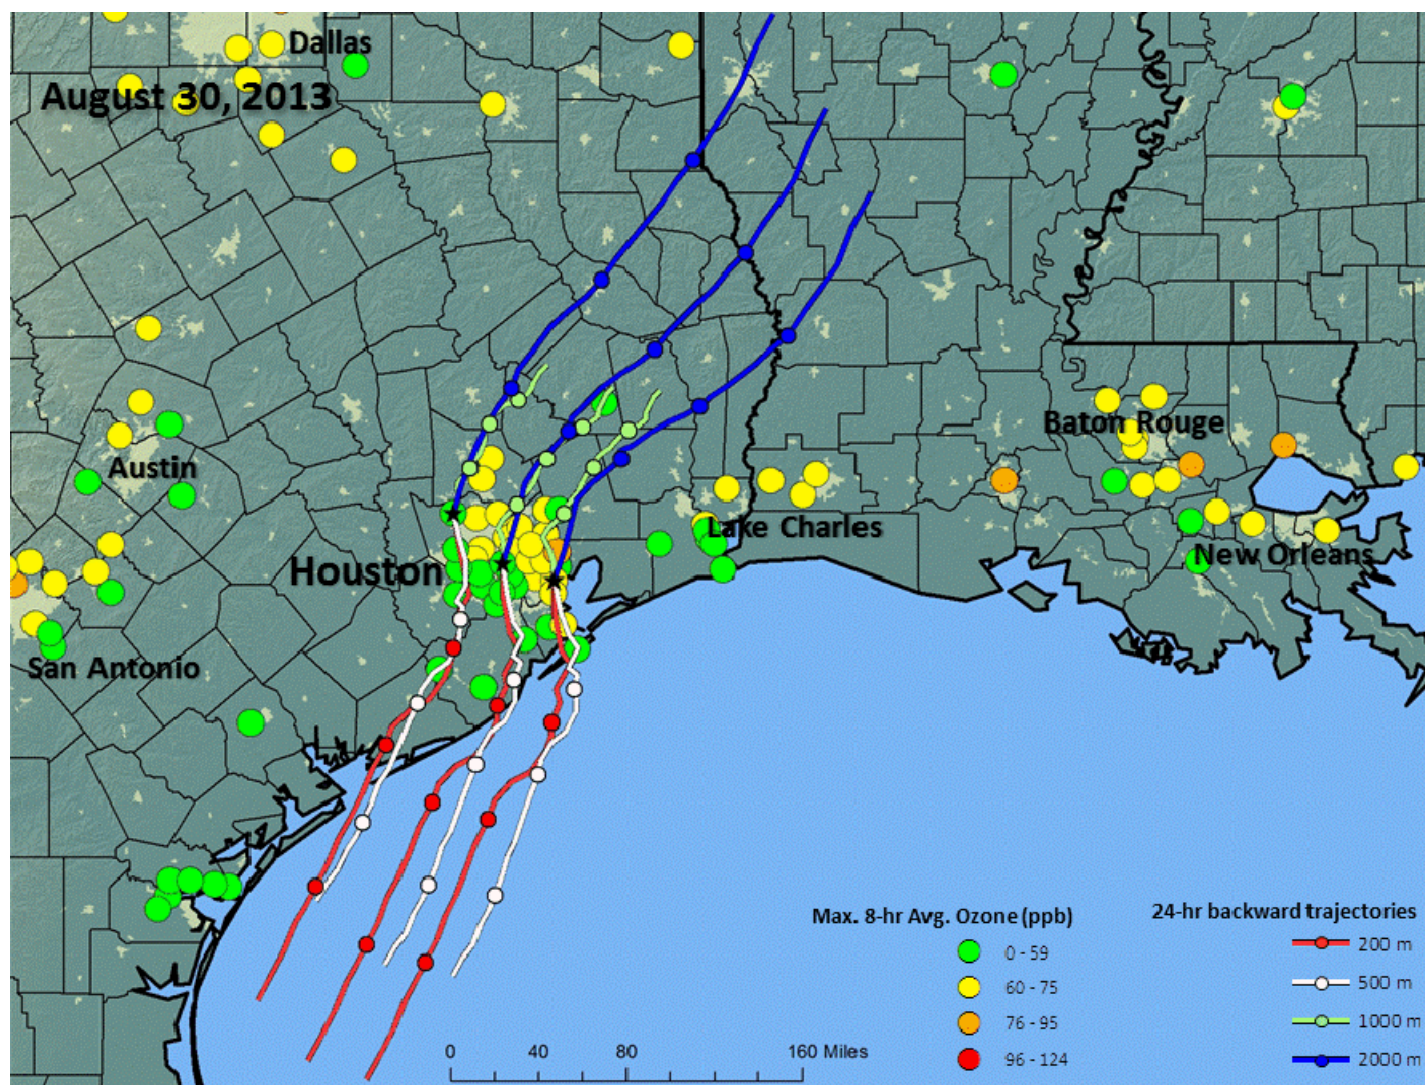 Dallas
August 30, 2013
Baton Rouge
Austin
Lake Charles
New Orleans
Houston
San Antonio
Max. 8-hr Avg. Ozone (ppb)
0 - 59
60 - 75
76 - 95
96 - 124
24-hr backward trajectories
200 m
500 m
1000 m
2000 m
0 40 80 160 Miles